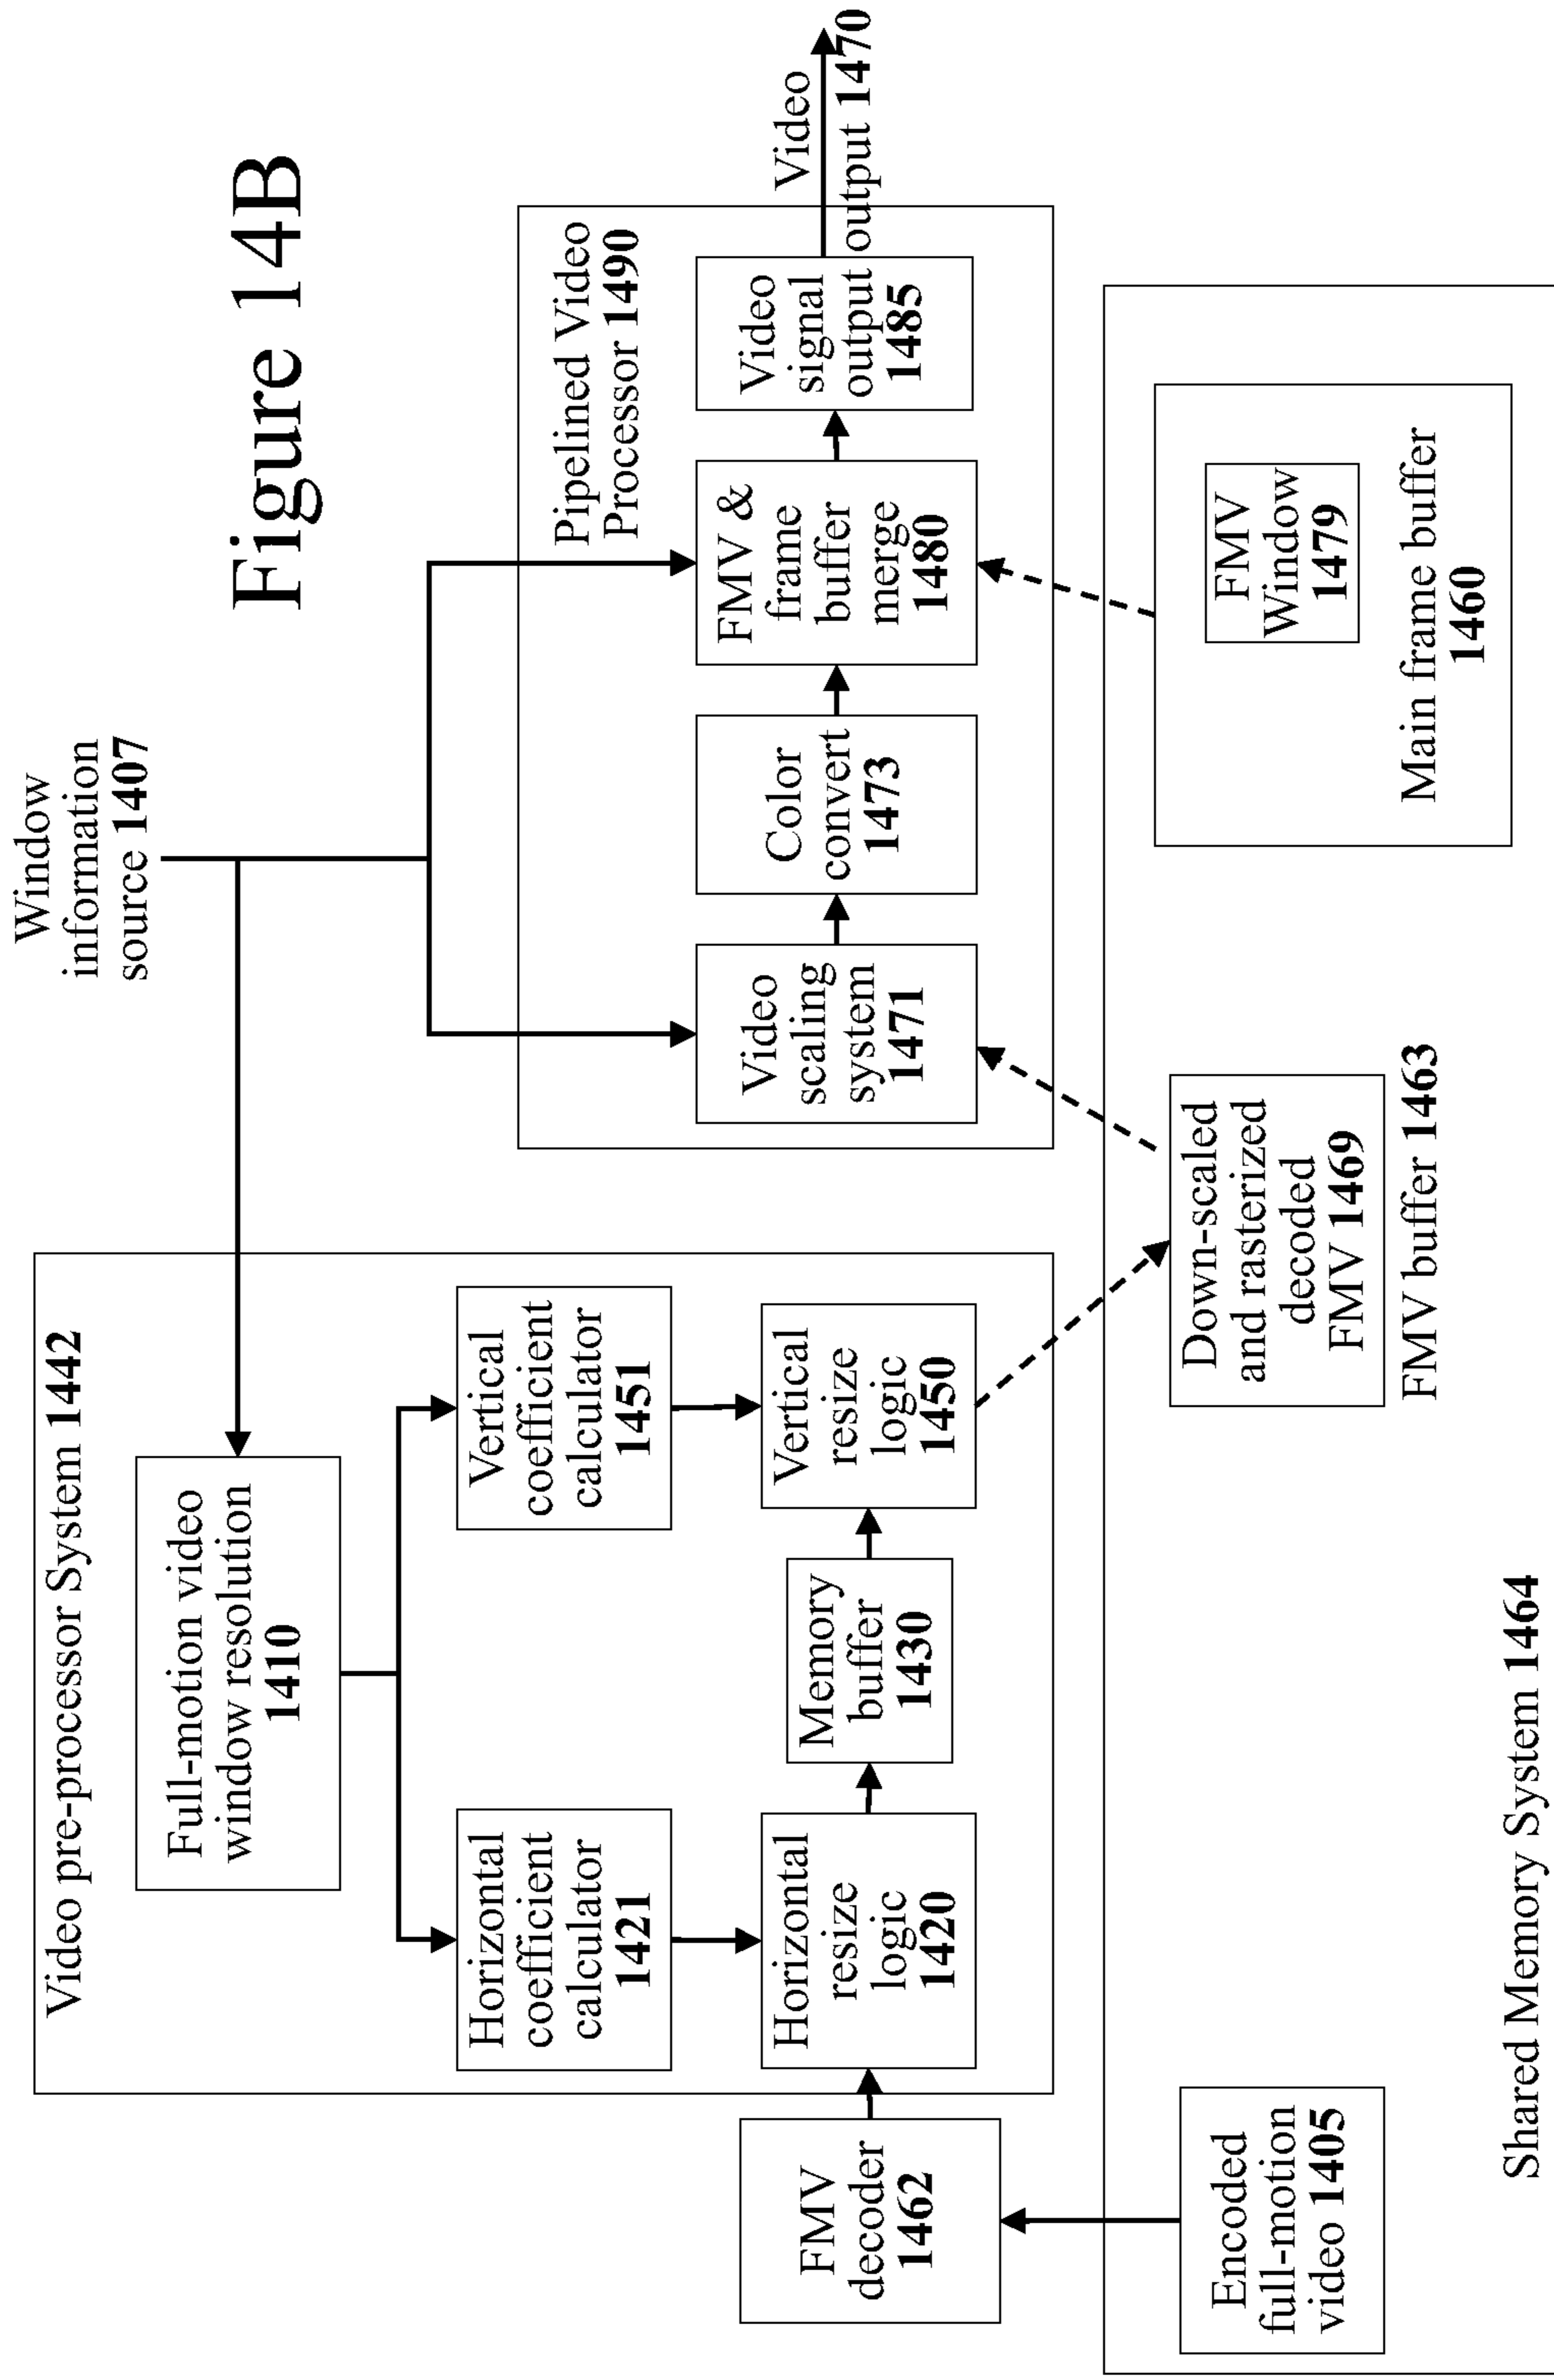 Figure 14B
Window
information
source 1407
Video pre-processor System 1442
Full-motion video
window resolution
1410
Horizontal
coefficient
calculator
1421
Vertical
coefficient
calculator
1451
Horizontal
resize
logic
1420
Memory
buffer
1430
Vertical
resize
logic
1450
FMV
decoder
1462
Pipelined Video
Processor 1490
Video
scaling
system
1471
Color
convert
1473
FMV &
frame
buffer
merge
1480
Video
signal
output
1485
Video
output 1470
Encoded
full-motion
video 1405
Down-scaled
and rasterized
decoded
FMV 1469
FMV buffer 1463
FMV
Window
1479
Main frame buffer
1460
Shared Memory System 1464